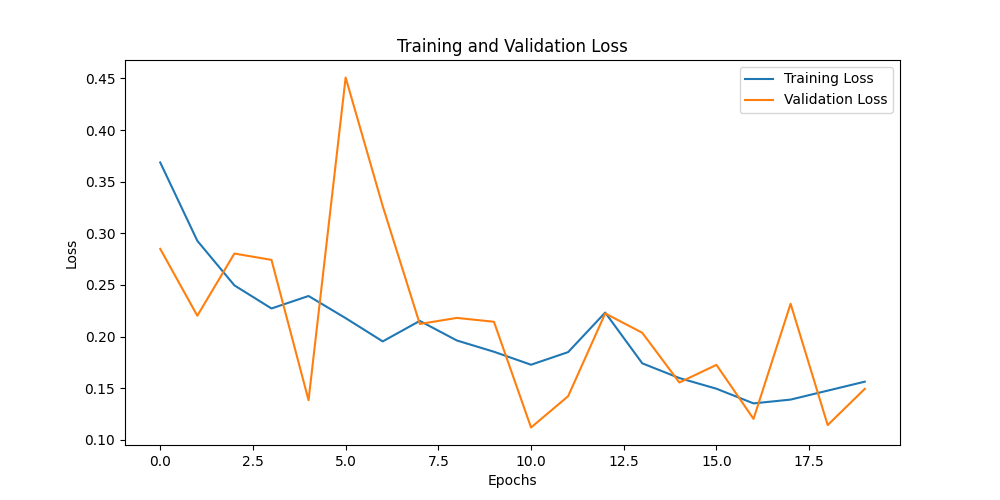 Training and Validation Loss
Training Loss
Validation Loss
Loss
0.45
0.40
0.35
0.30
0.25
0.20
0.15
0.10
0.0 2.5 5.0 7.5 10.0 12.5 15.0 17.5
Epochs